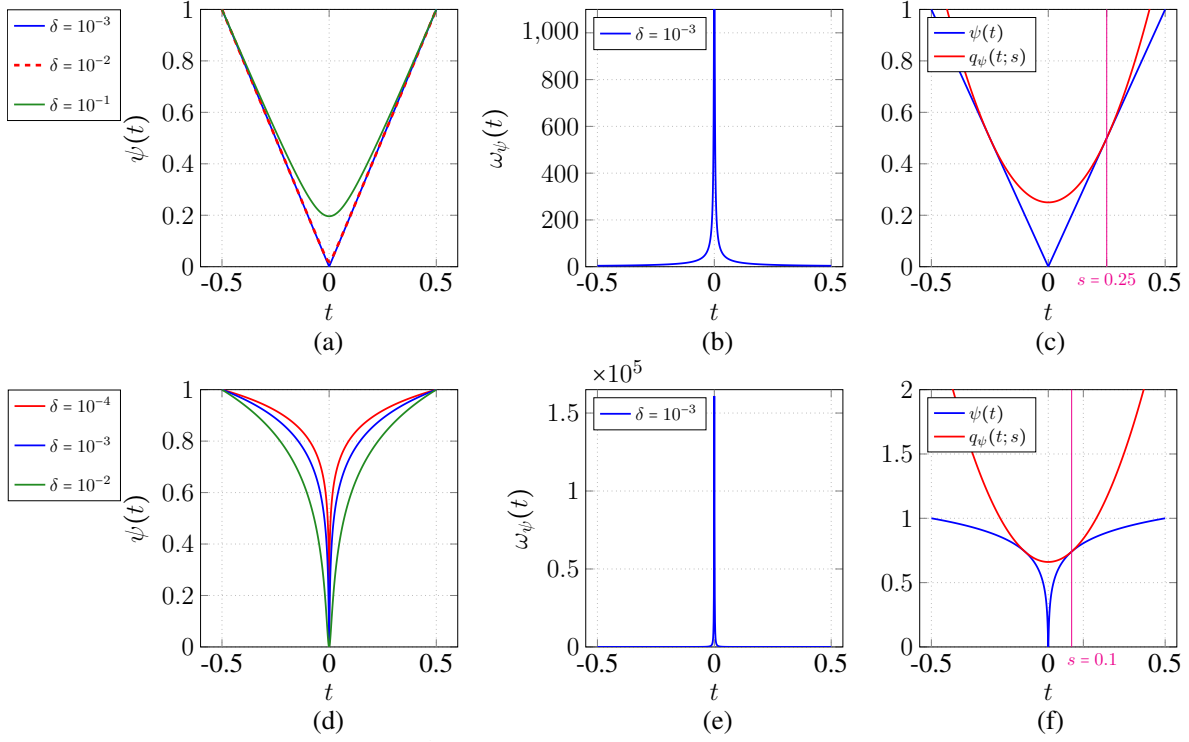 δ = 10⁻³
δ = 10⁻²
δ = 10⁻¹
ψ(t)
1
0.8
0.6
0.4
0.2
0
-0.5 0 0.5
t
(a)
δ = 10⁻³
ω_ψ(t)
1,000
800
600
400
200
0
-0.5 0 0.5
t
(b)
ψ(t)
q_ψ(t; s)
1
0.8
0.6
0.4
0.2
0
-0.5 0 0.5
s = 0.25
t
(c)
δ = 10⁻⁴
δ = 10⁻³
δ = 10⁻²
ψ(t)
1
0.8
0.6
0.4
0.2
0
-0.5 0 0.5
t
(d)
×10⁵
δ = 10⁻³
ω_ψ(t)
1.5
1
0.5
0
-0.5 0 0.5
t
(e)
ψ(t)
q_ψ(t; s)
2
1.5
1
0.5
0
-0.5 0 0.5
s = 0.1
t
(f)